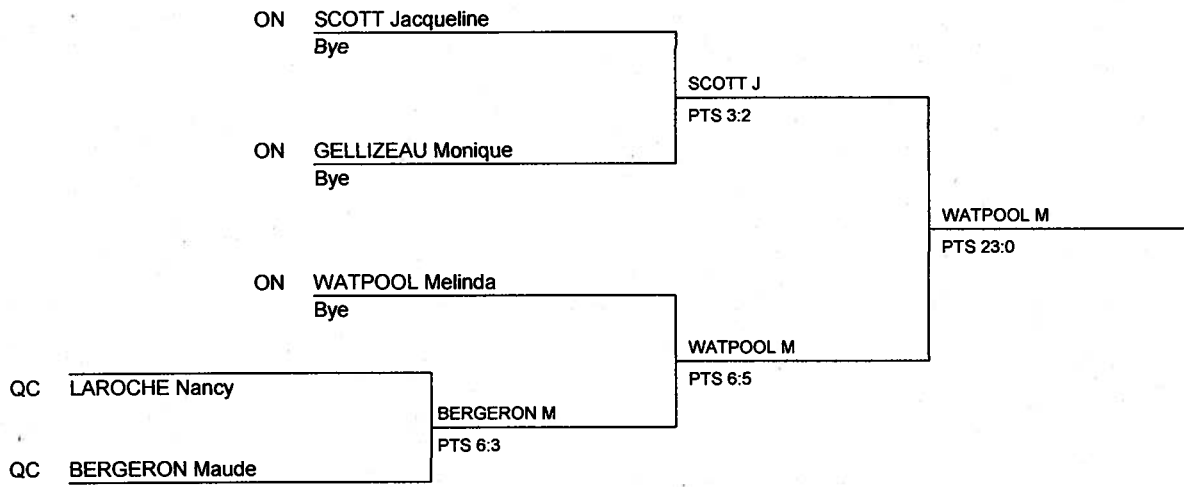 ON SCOTT Jacqueline
Bye
SCOTT J
PTS 3:2
ON GELLIZEAU Monique
Bye
WATPOOL M
PTS 23:0
ON WATPOOL Melinda
Bye
WATPOOL M
PTS 6:5
QC LAROCHE Nancy
BERGERON M
PTS 6:3
QC BERGERON Maude